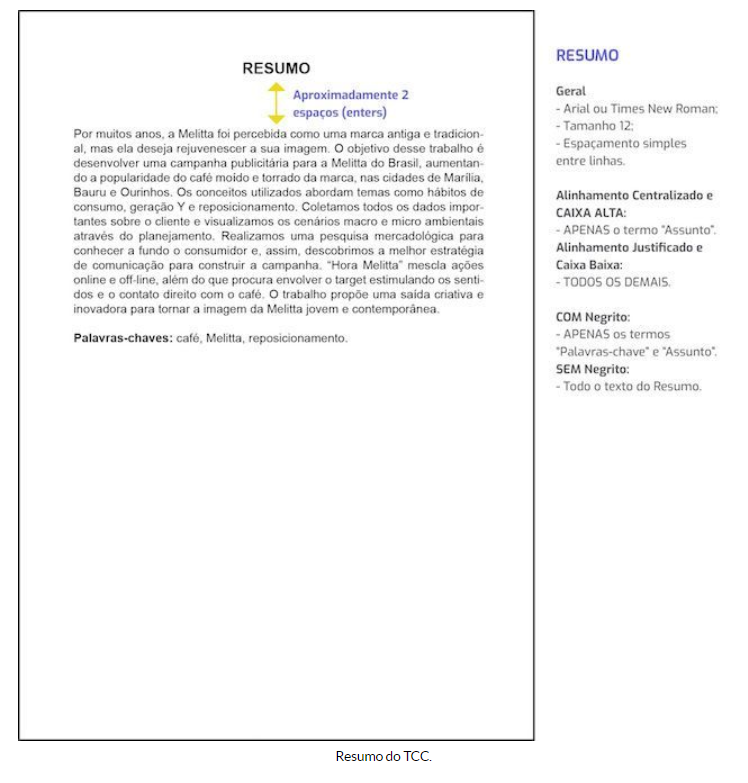 RESUMO
Aproximadamente 2
espaços (enters)
Por muitos anos, a Melitta foi percebida como uma marca antiga e tradicion-
al, mas ela deseja rejuvenescer a sua imagem. O objetivo desse trabalho é
desenvolver uma campanha publicitária para a Melitta do Brasil, aumentan-
do a popularidade do café moído e torrado da marca, nas cidades de Marília,
Bauru e Ourinhos. Os conceitos utilizados abordam temas como hábitos de
consumo, geração Y e reposicionamento. Coletamos todos os dados impor-
tantes sobre o cliente e visualizamos os cenários macro e micro ambientais
através do planejamento. Realizamos uma pesquisa mercadológica para
conhecer a fundo o consumidor e, assim, descobrimos a melhor estratégia
de comunicação para construir a campanha. “Hora Melitta” mescla ações
online e off-line, além do que procura envolver o target estimulando os senti-
dos e o contato direito com o café. O trabalho propõe uma saída criativa e
inovadora para tornar a imagem da Melitta jovem e contemporânea.
Palavras-chaves: café, Melitta, reposicionamento.
RESUMO
Geral
- Arial ou Times New Roman;
- Tamanho 12;
- Espaçamento simples
entre linhas.
Alinhamento Centralizado e
CAIXA ALTA:
- APENAS o termo "Assunto".
Alinhamento Justificado e
Caixa Baixa:
- TODOS OS DEMAIS.
COM Negrito:
- APENAS os termos
"Palavras-chave" e "Assunto".
SEM Negrito:
- Todo o texto do Resumo.
Resumo do TCC.